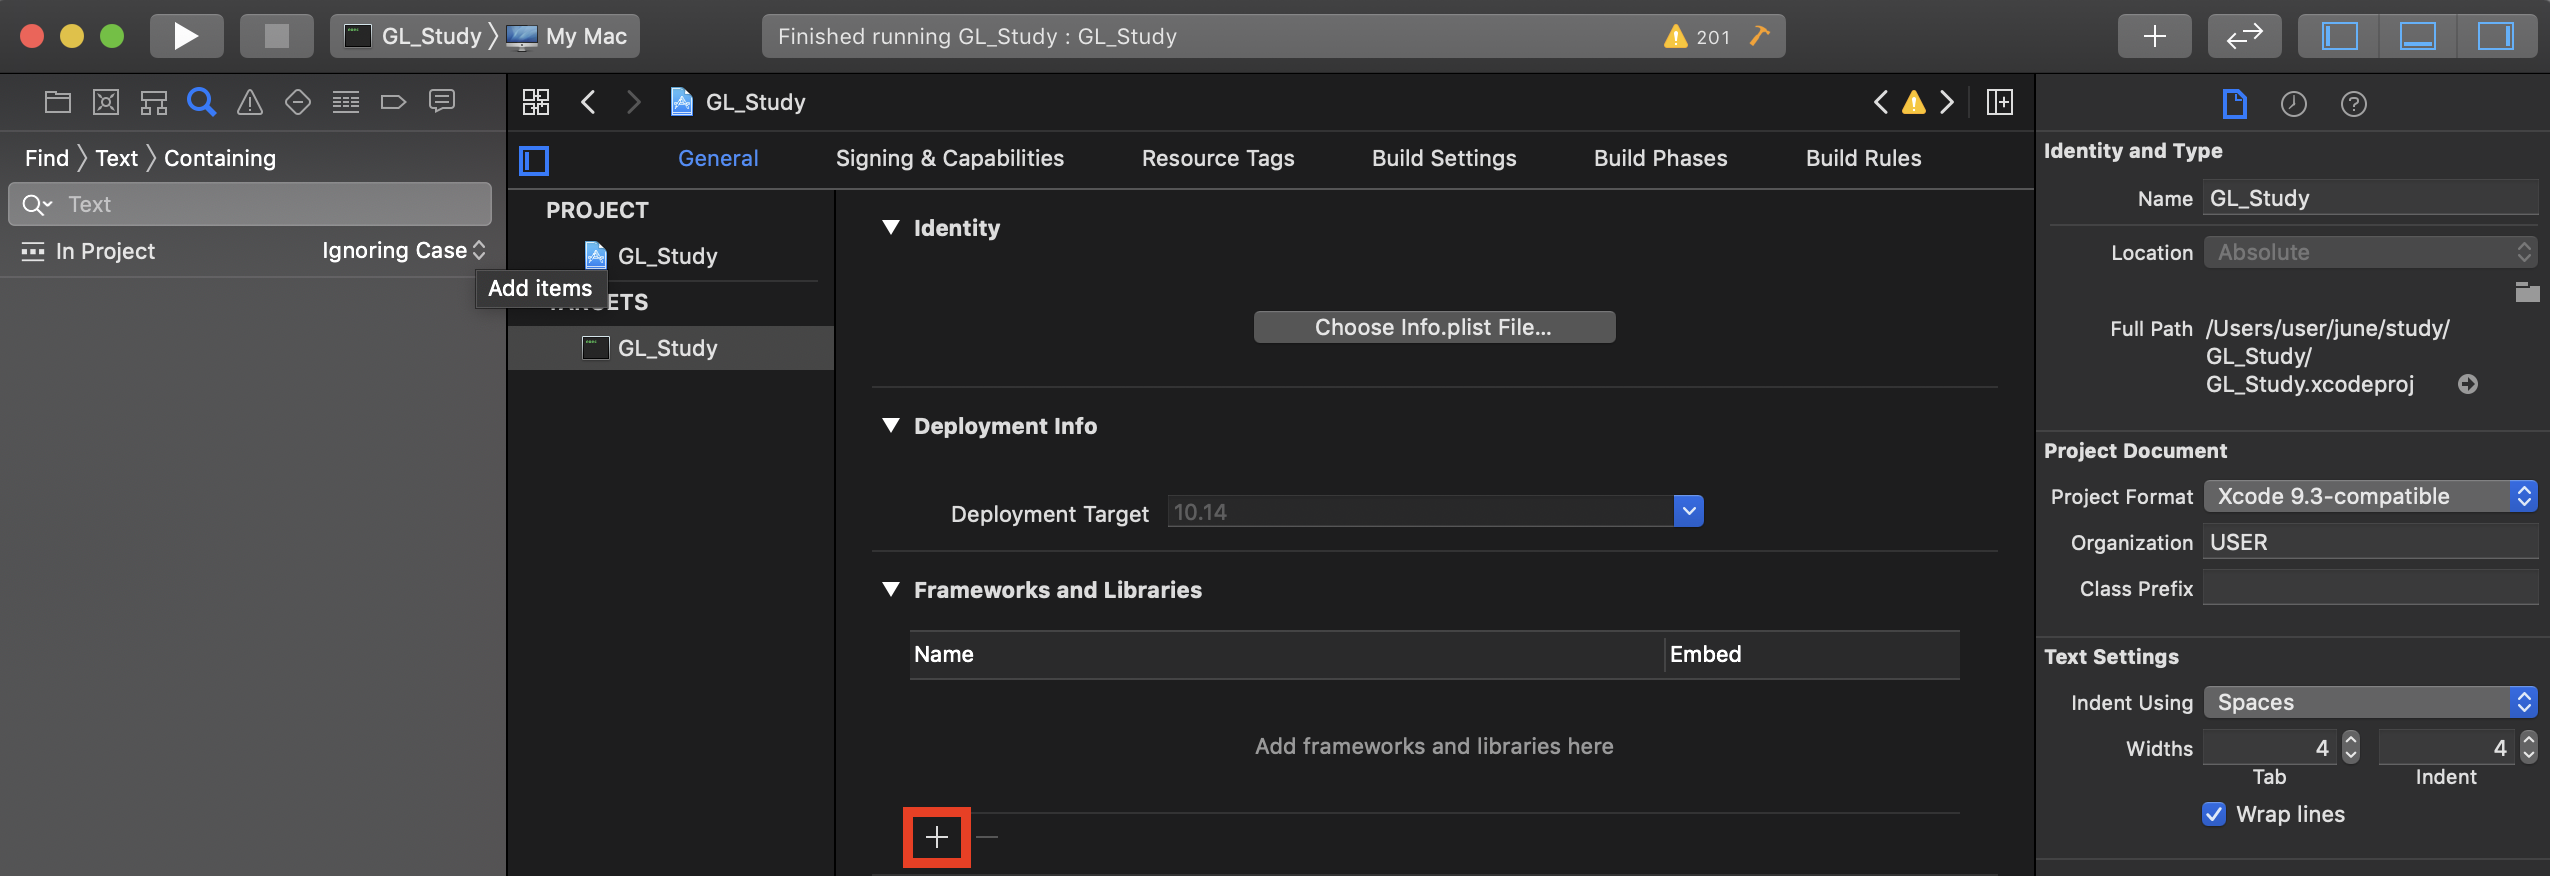 GL_Study 〉 My Mac
Finished running GL_Study : GL_Study
201
GL_Study
Find 〉 Text 〉 Containing
Text
In Project
Ignoring Case
Add items
General
Signing & Capabilities
Resource Tags
Build Settings
Build Phases
Build Rules
PROJECT
GL_Study
ETS
GL_Study
Identity
Choose Info.plist File...
Deployment Info
Deployment Target
10.14
Frameworks and Libraries
Name
Embed
Add frameworks and libraries here
Identity and Type
Name
GL_Study
Location
Absolute
Full Path
/Users/user/june/study/
GL_Study/
GL_Study.xcodeproj
Project Document
Project Format
Xcode 9.3-compatible
Organization
USER
Class Prefix
Text Settings
Indent Using
Spaces
Widths
4
4
Tab
Indent
Wrap lines